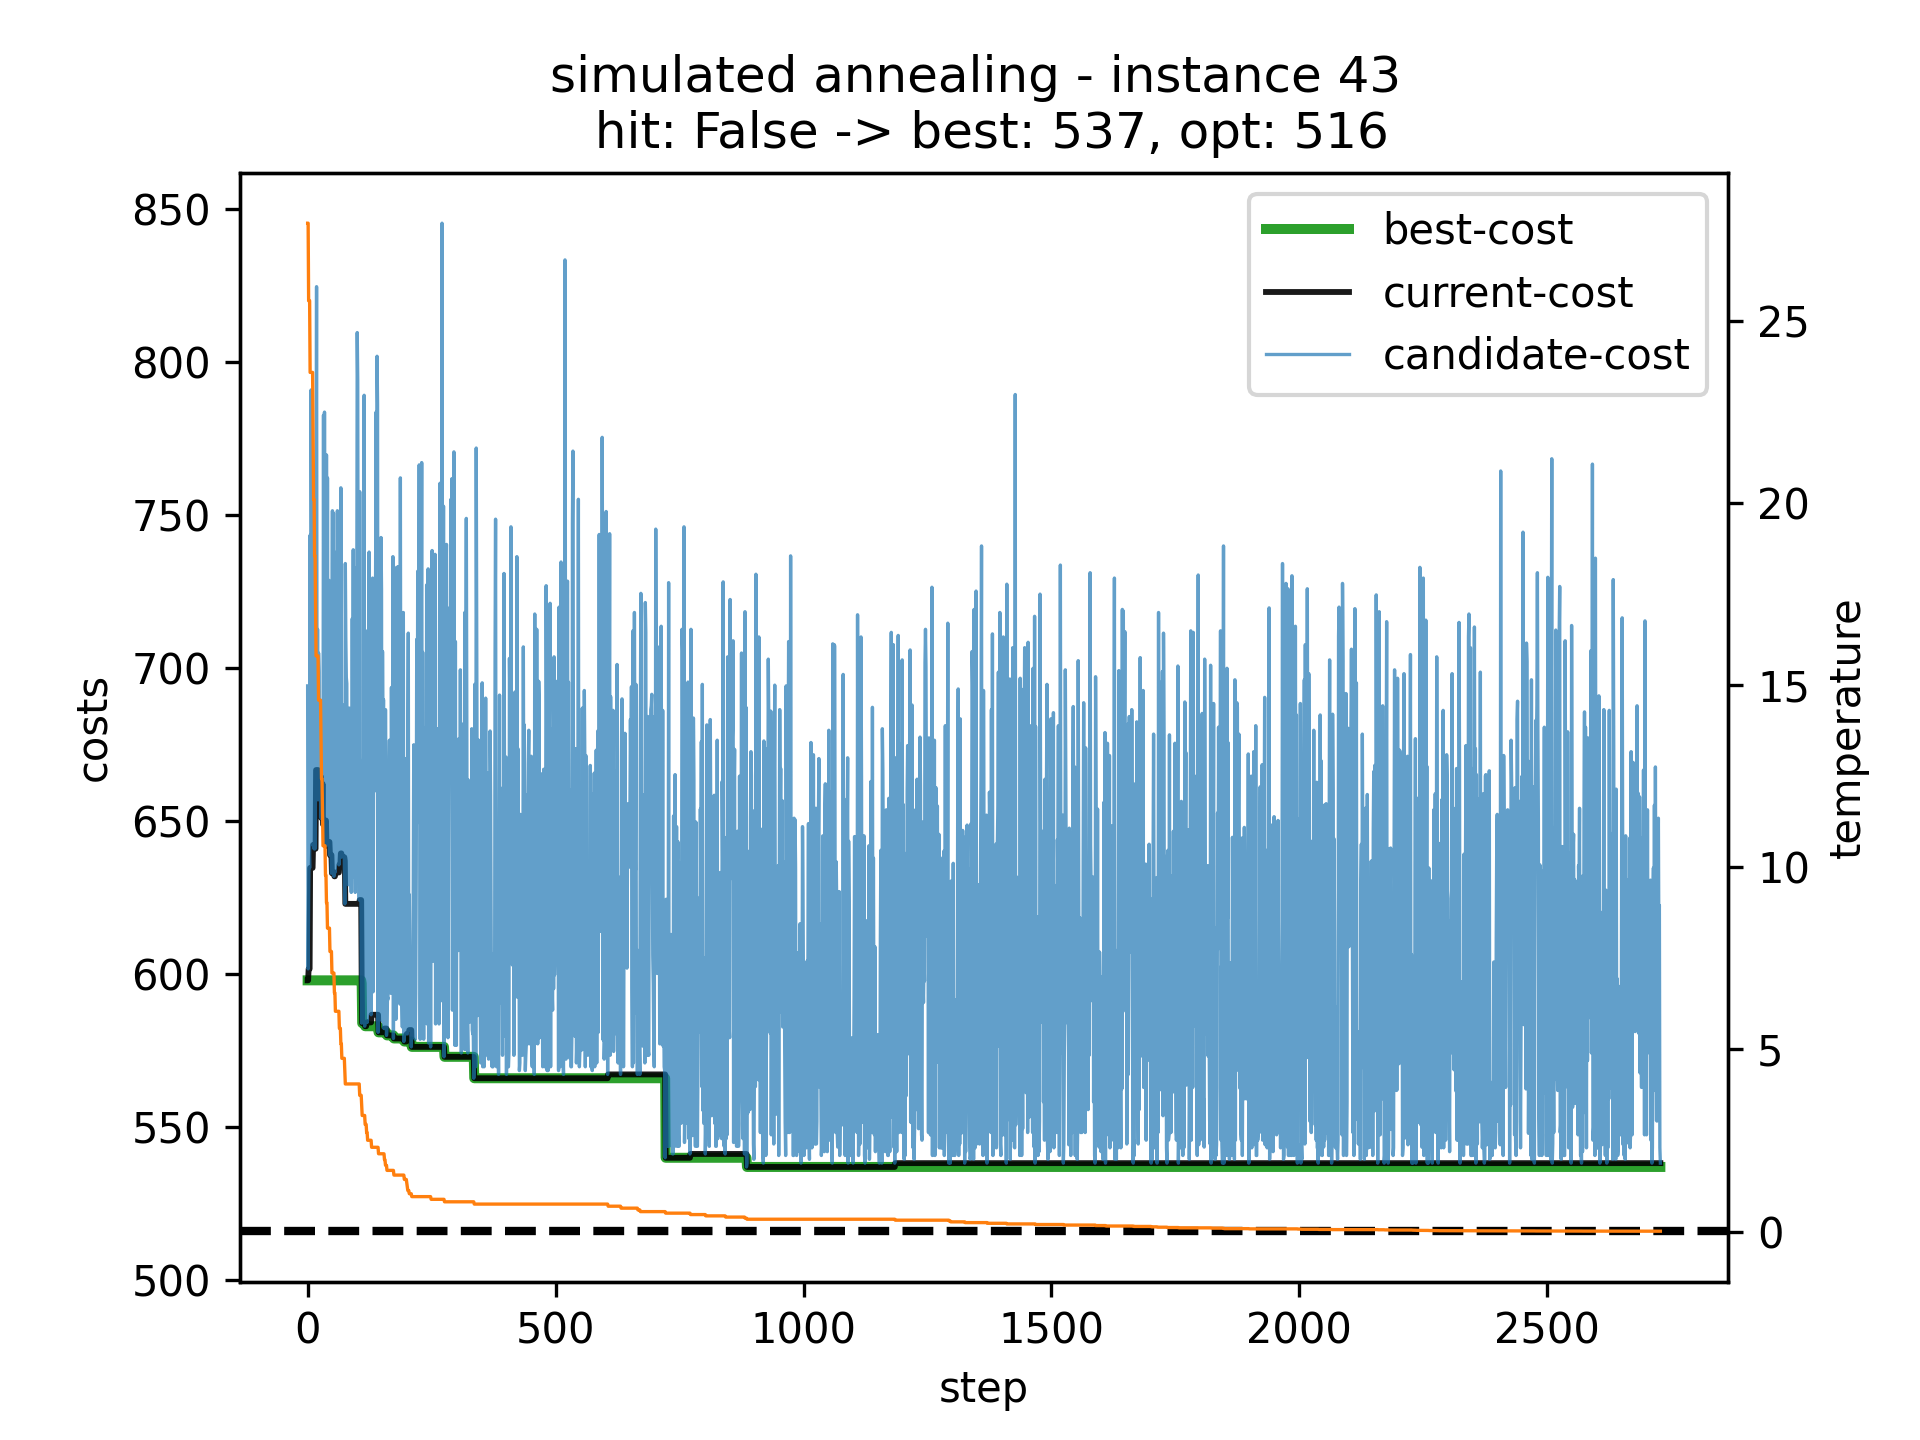 simulated annealing - instance 43
hit: False -> best: 537, opt: 516
best-cost
current-cost
candidate-cost
850
800
750
700
650
600
550
500
costs
25
20
15
10
5
0
temperature
0
500
1000
1500
2000
2500
step